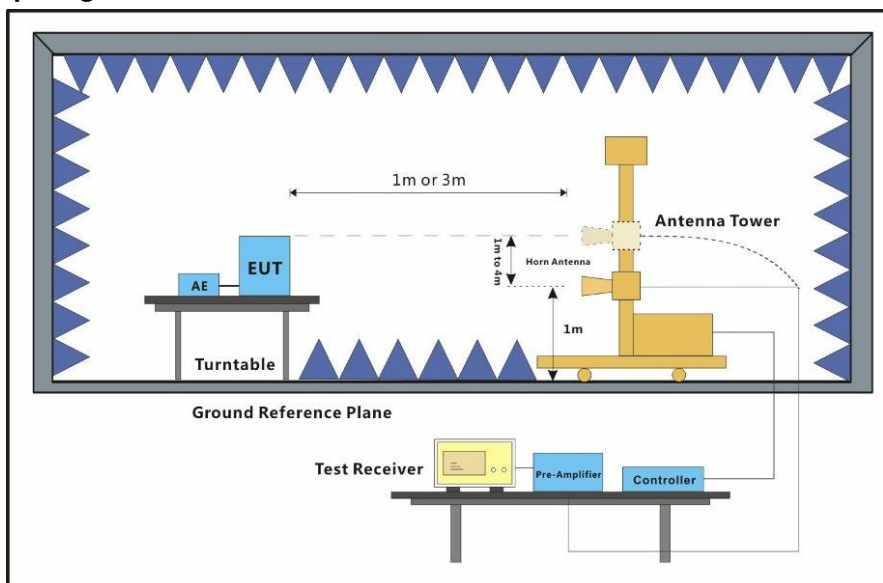 1m or 3m
Antenna Tower
1m to 4m
Horn Antenna
EUT
AE
1m
Turntable
Ground Reference Plane
Test Receiver
Pre-Amplifier
Controller